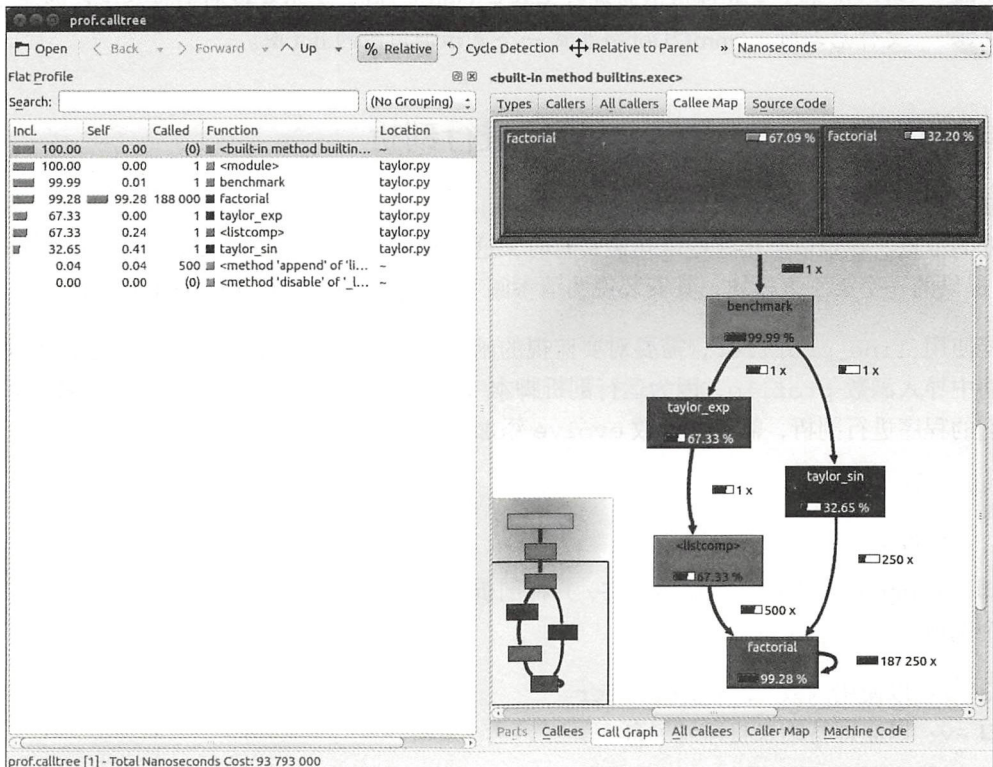 prof.calltree
Open Back Forward Up % Relative Cycle Detection Relative to Parent » Nanoseconds
Flat Profile
Search: (No Grouping)
Incl. Self Called Function Location
100.00 0.00 (0) <built-in method builtin... ~
100.00 0.00 1 <module> taylor.py
99.99 0.01 1 benchmark taylor.py
99.28 99.28 188 000 factorial taylor.py
67.33 0.00 1 taylor_exp taylor.py
67.33 0.24 1 <listcomp> taylor.py
32.65 0.41 1 taylor_sin taylor.py
0.04 0.04 500 <method 'append' of 'li... ~
0.00 0.00 (0) <method 'disable' of '_l... ~
<built-in method builtins.exec>
Types Callers All Callers Callee Map Source Code
factorial 67.09 % factorial 32.20 %
1 x
benchmark
99.99 %
1 x 1 x
taylor_exp
67.33 %
taylor_sin
32.65 %
1 x
<listcomp>
67.33 %
250 x
500 x
factorial
99.28 %
187 250 x
Parts Callees Call Graph All Callees Caller Map Machine Code
prof.calltree [1] - Total Nanoseconds Cost: 93 793 000